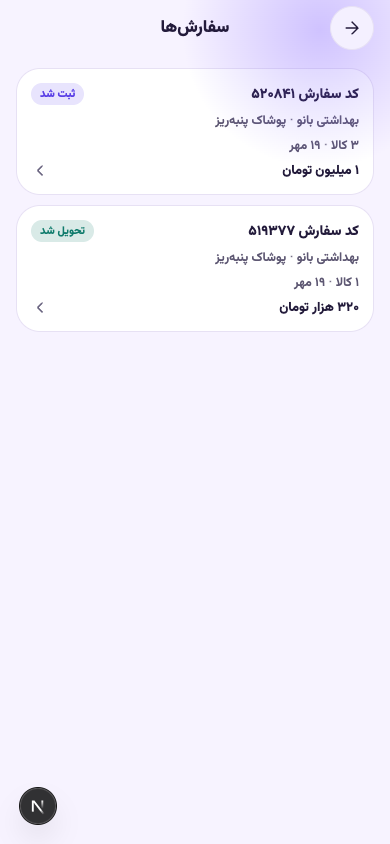 سفارش‌ها
کد سفارش ۵۲۰۸۴۱
ثبت شد
بهداشتی بانو · پوشاک پنبه‌ریز
۳ کالا · ۱۹ مهر
۱ میلیون تومان
کد سفارش ۵۱۹۳۷۷
تحویل شد
بهداشتی بانو · پوشاک پنبه‌ریز
۱ کالا · ۱۹ مهر
۳۲۰ هزار تومان
N